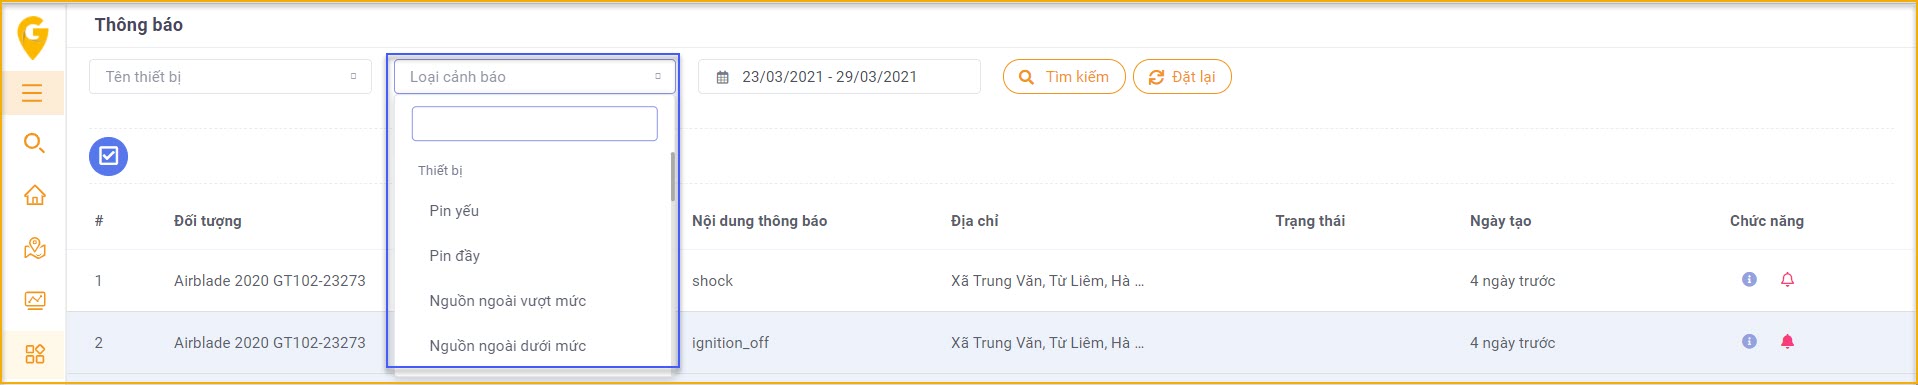 G
Thông báo
Tên thiết bị
Loại cảnh báo
23/03/2021 - 29/03/2021
Tìm kiếm
Đặt lại
Thiết bị
Pin yếu
Pin đầy
Nguồn ngoài vượt mức
Nguồn ngoài dưới mức
# Đối tượng Nội dung thông báo Địa chỉ Trạng thái Ngày tạo Chức năng
1 Airblade 2020 GT102-23273 shock Xã Trung Văn, Từ Liêm, Hà ... 4 ngày trước
2 Airblade 2020 GT102-23273 ignition_off Xã Trung Văn, Từ Liêm, Hà ... 4 ngày trước